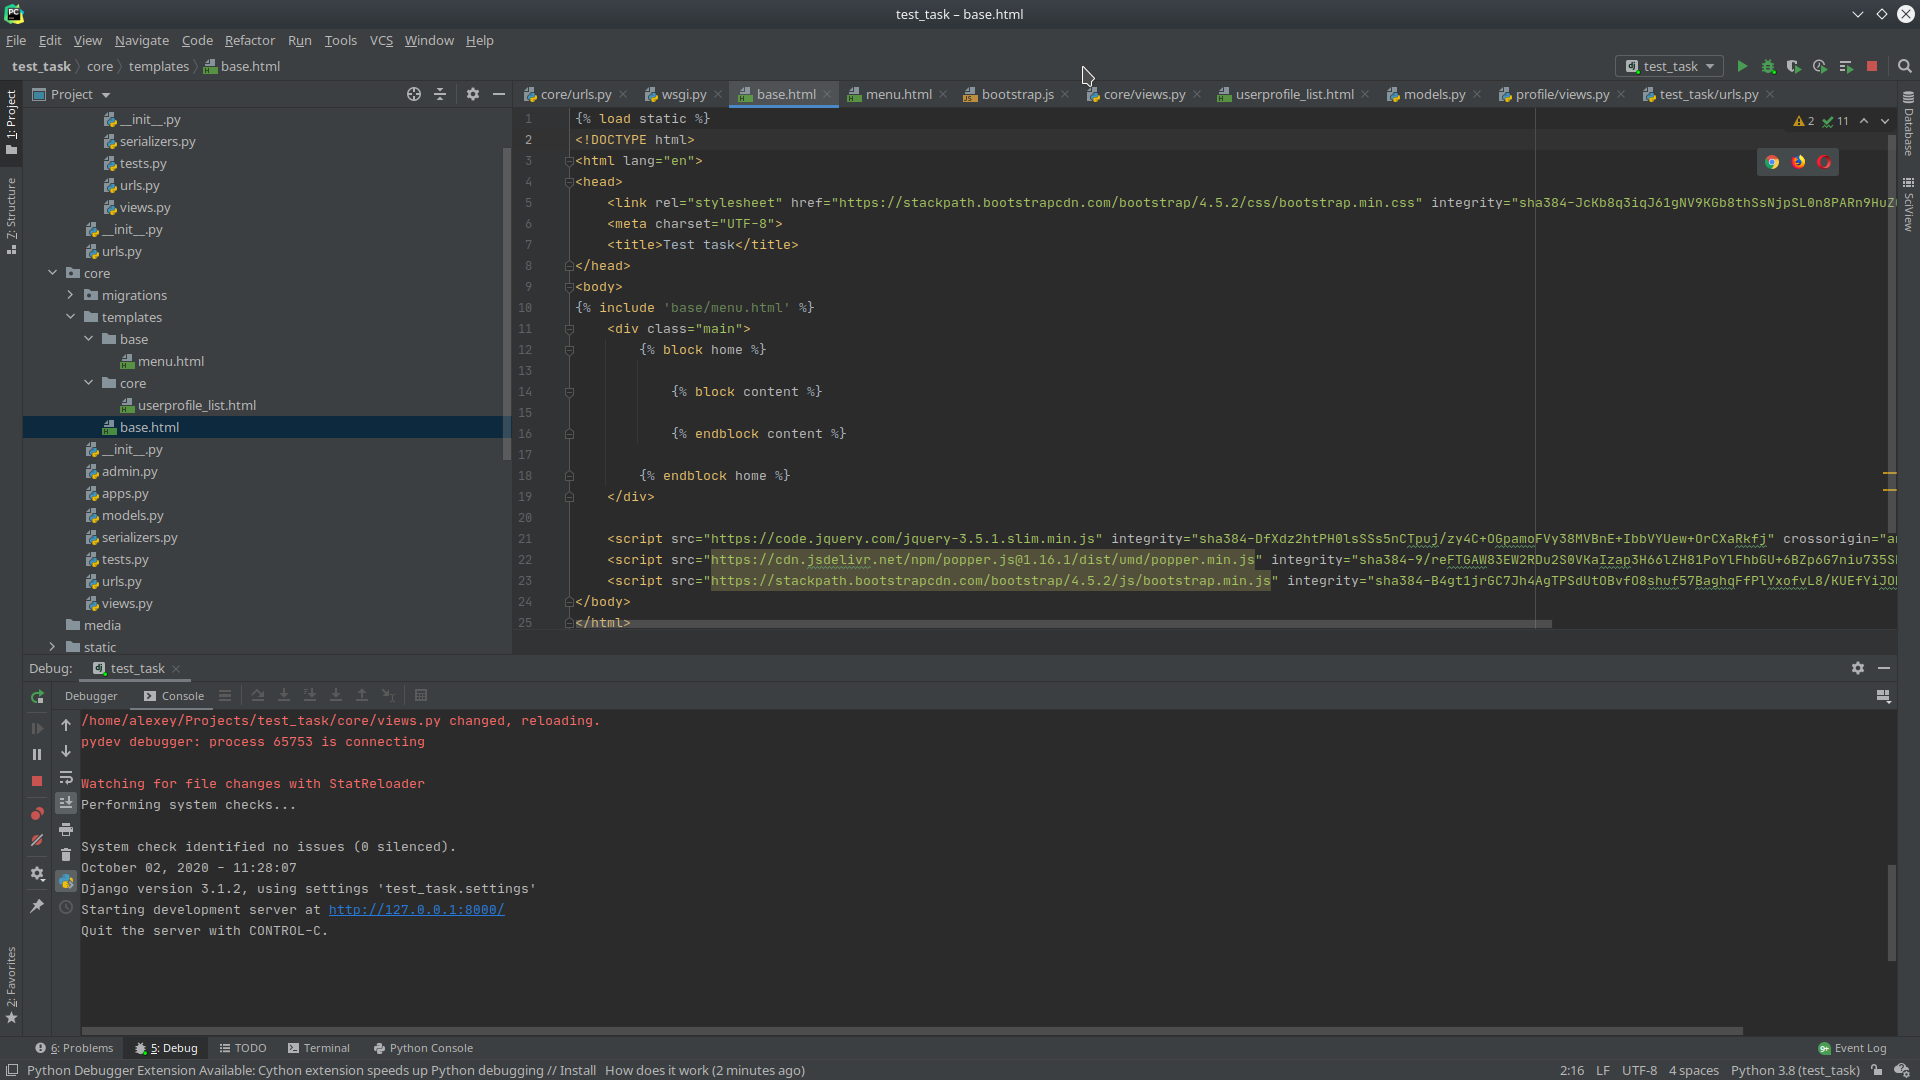 test_task – base.html
File Edit View Navigate Code Refactor Run Tools VCS Window Help
test_task core templates base.html
test_task
1: Project
7: Structure
2: Favorites
Project
__init__.py
serializers.py
tests.py
urls.py
views.py
__init__.py
urls.py
core
migrations
templates
base
menu.html
core
userprofile_list.html
base.html
__init__.py
admin.py
apps.py
models.py
serializers.py
tests.py
urls.py
views.py
media
static
core/urls.py wsgi.py base.html menu.html bootstrap.js core/views.py userprofile_list.html models.py profile/views.py test_task/urls.py
2 11
Database
SciView
1 {% load static %}
2 <!DOCTYPE html>
3 <html lang="en">
4 <head>
5 <link rel="stylesheet" href="https://stackpath.bootstrapcdn.com/bootstrap/4.5.2/css/bootstrap.min.css" integrity="sha384-JcKb8q3iqJ61gNV9KGb8thSsNjpSL0n8PARn9HuZ
6 <meta charset="UTF-8">
7 <title>Test task</title>
8 </head>
9 <body>
10 {% include 'base/menu.html' %}
11 <div class="main">
12 {% block home %}
13
14 {% block content %}
15
16 {% endblock content %}
17
18 {% endblock home %}
19 </div>
20
21 <script src="https://code.jquery.com/jquery-3.5.1.slim.min.js" integrity="sha384-DfXdz2htPH0lsSSs5nCTpuj/zy4C+OGpamoFVy38MVBnE+IbbVYUew+OrCXaRkfj" crossorigin="a
22 <script src="https://cdn.jsdelivr.net/npm/popper.js@1.16.1/dist/umd/popper.min.js" integrity="sha384-9/reFTGAW83EW2RDu2S0VKaIzap3H66lZH81PoYlFhbGU+6BZp6G7niu735S
23 <script src="https://stackpath.bootstrapcdn.com/bootstrap/4.5.2/js/bootstrap.min.js" integrity="sha384-B4gt1jrGC7Jh4AgTPSdUtOBvfO8shuf57BaghqFfPlYxofvL8/KUEfYiJO
24 </body>
25 </html>
Debug: test_task
Debugger Console
/home/alexey/Projects/test_task/core/views.py changed, reloading.
pydev debugger: process 65753 is connecting
Watching for file changes with StatReloader
Performing system checks...
System check identified no issues (0 silenced).
October 02, 2020 - 11:28:07
Django version 3.1.2, using settings 'test_task.settings'
Starting development server at http://127.0.0.1:8000/
Quit the server with CONTROL-C.
6: Problems 5: Debug TODO Terminal Python Console
9+ Event Log
Python Debugger Extension Available: Cython extension speeds up Python debugging // Install How does it work (2 minutes ago)
2:16 LF UTF-8 4 spaces Python 3.8 (test_task)